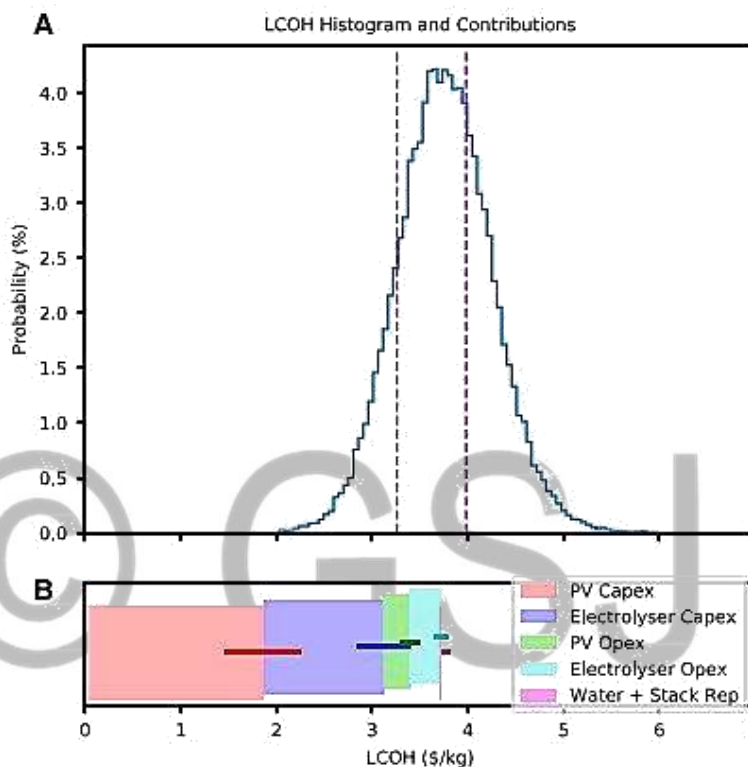 A
LCOH Histogram and Contributions
Probability (%)
4.0
3.5
3.0
2.5
2.0
1.5
1.0
0.5
0.0
© GSJ
B
PV Capex
Electrolyser Capex
PV Opex
Electrolyser Opex
Water + Stack Rep
0 1 2 3 4 5 6
LCOH ($/kg)